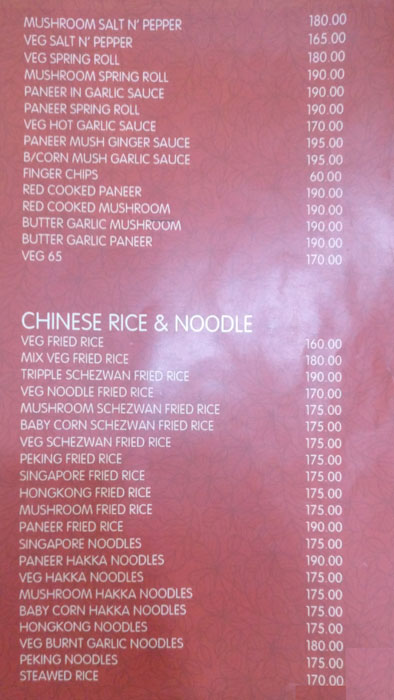 MUSHROOM SALT N' PEPPER 180.00
VEG SALT N' PEPPER 165.00
VEG SPRING ROLL 180.00
MUSHROOM SPRING ROLL 190.00
PANEER IN GARLIC SAUCE 190.00
PANEER SPRING ROLL 190.00
VEG HOT GARLIC SAUCE 170.00
PANEER MUSH GINGER SAUCE 195.00
B/CORN MUSH GARLIC SAUCE 195.00
FINGER CHIPS 60.00
RED COOKED PANEER 190.00
RED COOKED MUSHROOM 190.00
BUTTER GARLIC MUSHROOM 190.00
BUTTER GARLIC PANEER 190.00
VEG 65 170.00
CHINESE RICE & NOODLE
VEG FRIED RICE 160.00
MIX VEG FRIED RICE 180.00
TRIPPLE SCHEZWAN FRIED RICE 190.00
VEG NOODLE FRIED RICE 170.00
MUSHROOM SCHEZWAN FRIED RICE 175.00
BABY CORN SCHEZWAN FRIED RICE 175.00
VEG SCHEZWAN FRIED RICE 175.00
PEKING FRIED RICE 175.00
SINGAPORE FRIED RICE 175.00
HONGKONG FRIED RICE 175.00
MUSHROOM FRIED RICE 175.00
PANEER FRIED RICE 190.00
SINGAPORE NOODLES 175.00
PANEER HAKKA NOODLES 190.00
VEG HAKKA NOODLES 175.00
MUSHROOM HAKKA NOODLES 175.00
BABY CORN HAKKA NOODLES 175.00
HONGKONG NOODLES 175.00
VEG BURNT GARLIC NOODLES 180.00
PEKING NOODLES 175.00
STEAWED RICE 170.00